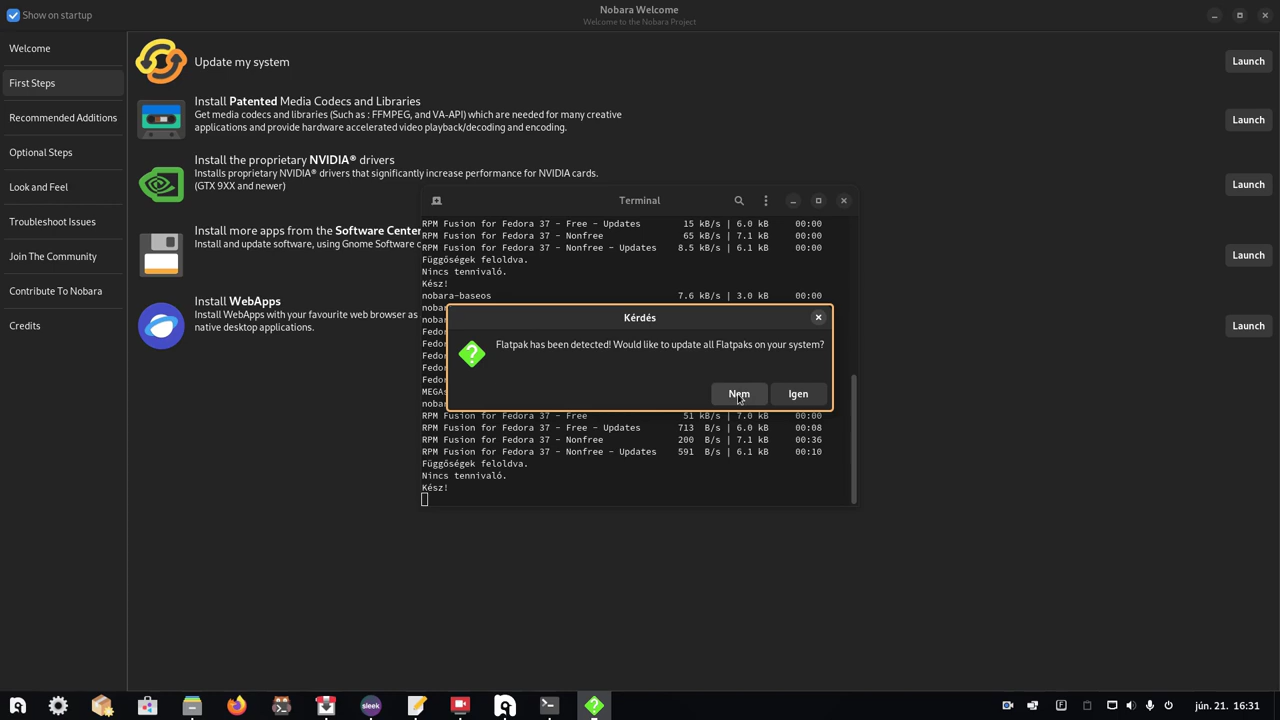 Show on startup
Nobara Welcome
Welcome to the Nobara Project
Welcome
First Steps
Recommended Additions
Optional Steps
Look and Feel
Troubleshoot Issues
Join The Community
Contribute To Nobara
Credits
Update my system
Launch
Install Patented Media Codecs and Libraries
Get media codecs and libraries (Such as : FFMPEG, and VA-API) which are needed for many creative
applications and provide hardware accelerated video playback/decoding and encoding.
Launch
Install the proprietary NVIDIA® drivers
Installs proprietary NVIDIA® drivers that significantly increase performance for NVIDIA cards.
(GTX 9XX and newer)
Launch
Install more apps from the Software Center
Install and update software, using Gnome Software o
Launch
Install WebApps
Install WebApps with your favourite web browser as
native desktop applications.
Launch
Terminal
RPM Fusion for Fedora 37 - Free - Updates 15 kB/s | 6.0 kB 00:00
RPM Fusion for Fedora 37 - Nonfree 65 kB/s | 7.1 kB 00:00
RPM Fusion for Fedora 37 - Nonfree - Updates 8.5 kB/s | 6.1 kB 00:00
Függőségek feloldva.
Nincs tennivaló.
Kész!
nobara-baseos 7.6 kB/s | 3.0 kB 00:00
nobar
nobar
Fedor
Fedor
Fedor
Fedor
Fedor
MEGAs
nobar
RPM Fusion for Fedora 37 - Free 51 kB/s | 7.0 kB 00:00
RPM Fusion for Fedora 37 - Free - Updates 713 B/s | 6.0 kB 00:08
RPM Fusion for Fedora 37 - Nonfree 200 B/s | 7.1 kB 00:36
RPM Fusion for Fedora 37 - Nonfree - Updates 591 B/s | 6.1 kB 00:10
Függőségek feloldva.
Nincs tennivaló.
Kész!
Kérdés
Flatpak has been detected! Would like to update all Flatpaks on your system?
Nem
Igen
sleek
jún. 21. 16:31